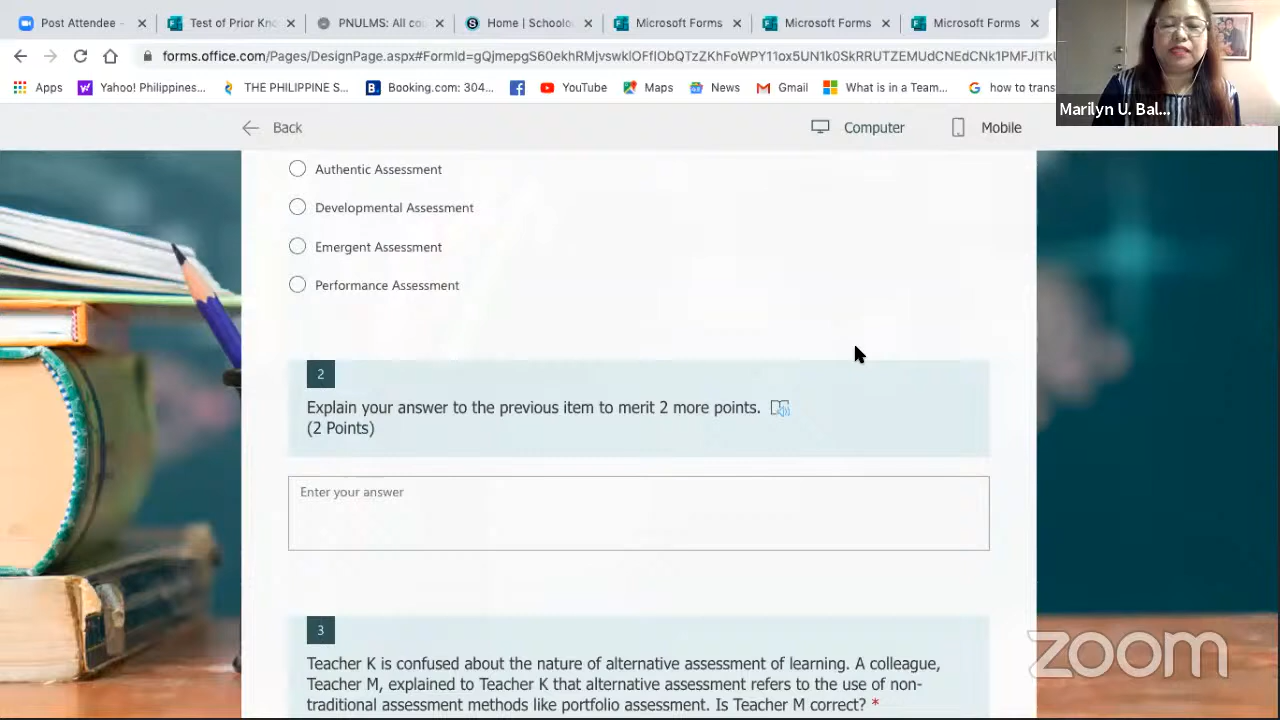 Post Attendee -
Test of Prior Kno
PNULMS: All cou
Home | Schoolo
Microsoft Forms
Microsoft Forms
Microsoft Forms
forms.office.com/Pages/DesignPage.aspx#FormId=
Apps
Yahoo! Philippines...
THE PHILIPPINE S...
Booking.com: 304...
YouTube
Maps
News
Gmail
What is in a Team...
how to trans
Marilyn U. Bal...
Back
Computer
Mobile
Authentic Assessment
Developmental Assessment
Emergent Assessment
Performance Assessment
2
Explain your answer to the previous item to merit 2 more points.
(2 Points)
Enter your answer
3
Teacher K is confused about the nature of alternative assessment of learning. A colleague,
Teacher M, explained to Teacher K that alternative assessment refers to the use of non-
traditional assessment methods like portfolio assessment. Is Teacher M correct? *
zoom